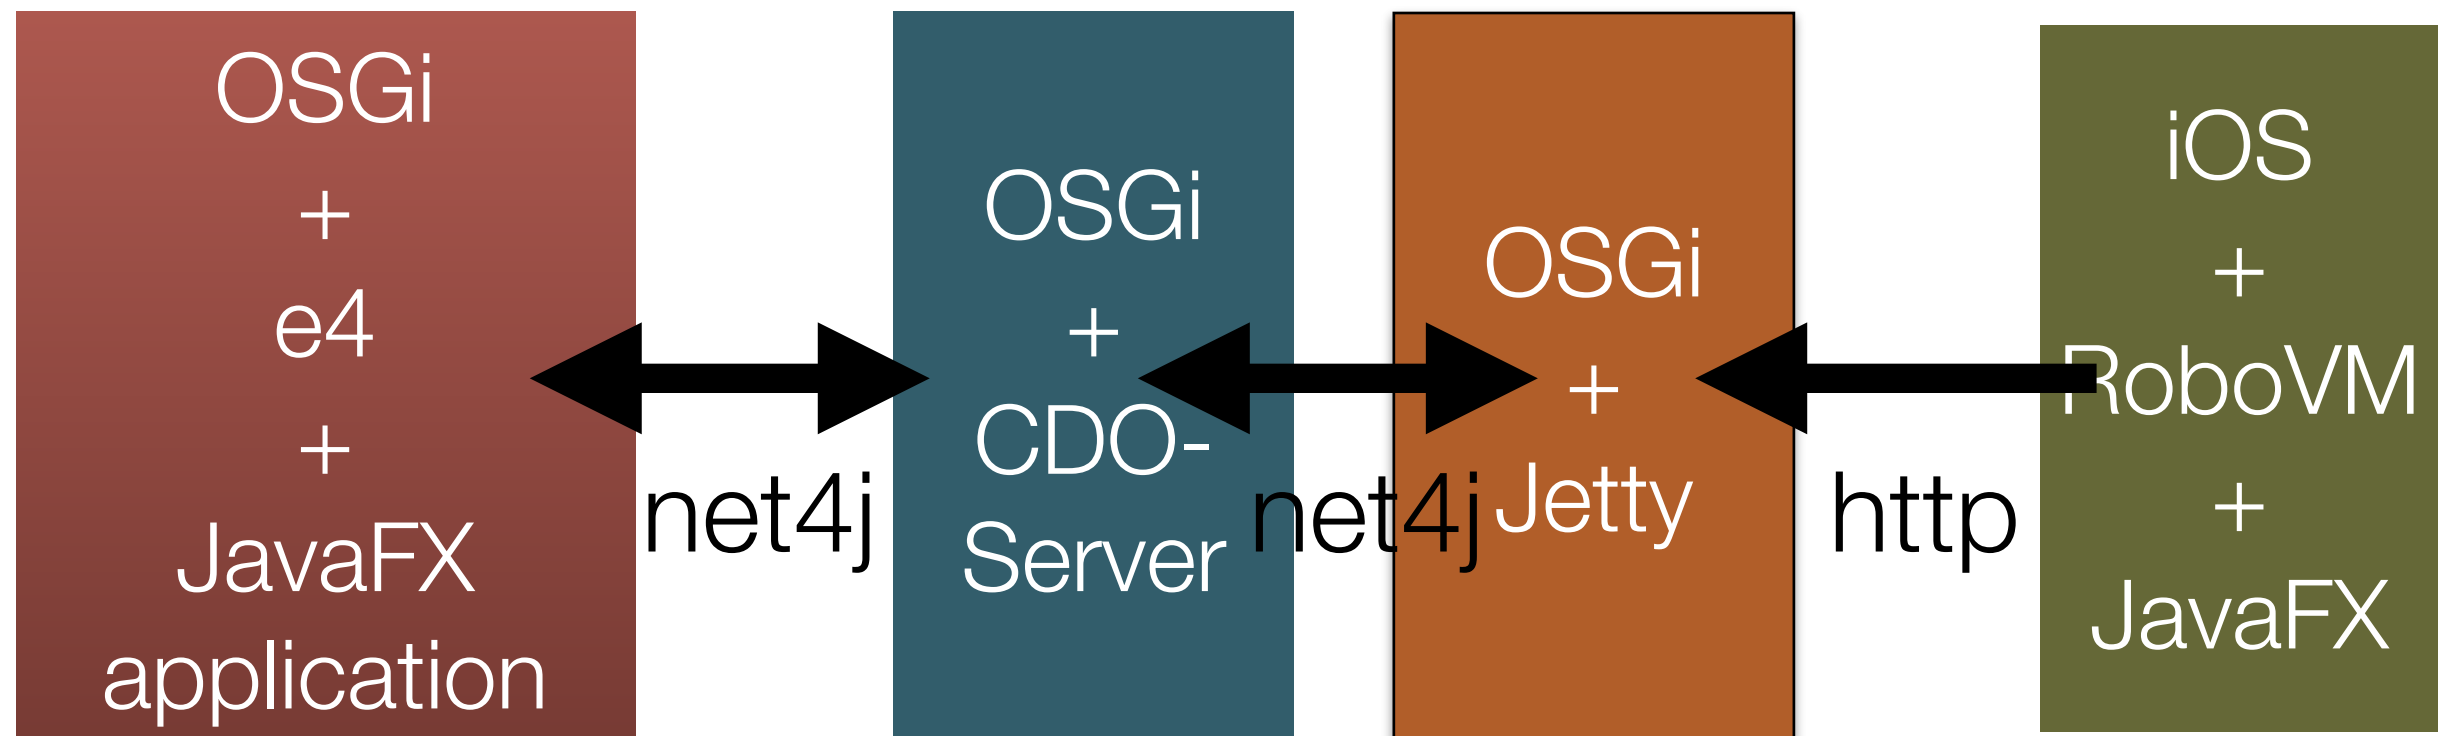 OSGi
+
e4
+
JavaFX
application
net4j
OSGi
+
CDO-
Server
net4j
OSGi
+
Jetty
http
iOS
+
RoboVM
+
JavaFX